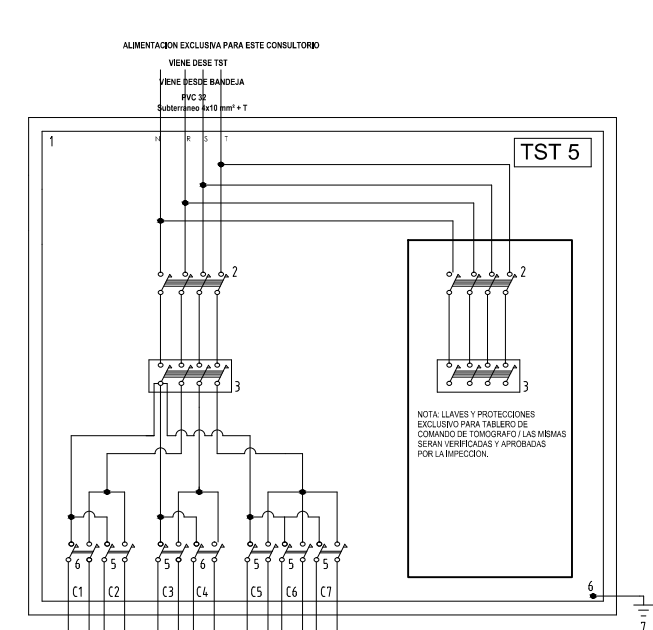 ALIMENTACION EXCLUSIVA PARA ESTE CONSULTORIO
VIENE DESE TST
VIENE DESDE BANDEJA
PVC 32
Subterraneo 4x10 mm² + T
1
N R S T
TST 5
2
2
3
3
NOTA: LLAVES Y PROTECCIONES
EXCLUSIVO PARA TABLERO DE
COMANDO DE TOMOGRAFO / LAS MISMAS
SERAN VERIFICADAS Y APROBADAS
POR LA IMPECCION.
6 5 5 6 5 5 5
C1 C2 C3 C4 C5 C6 C7
6
7